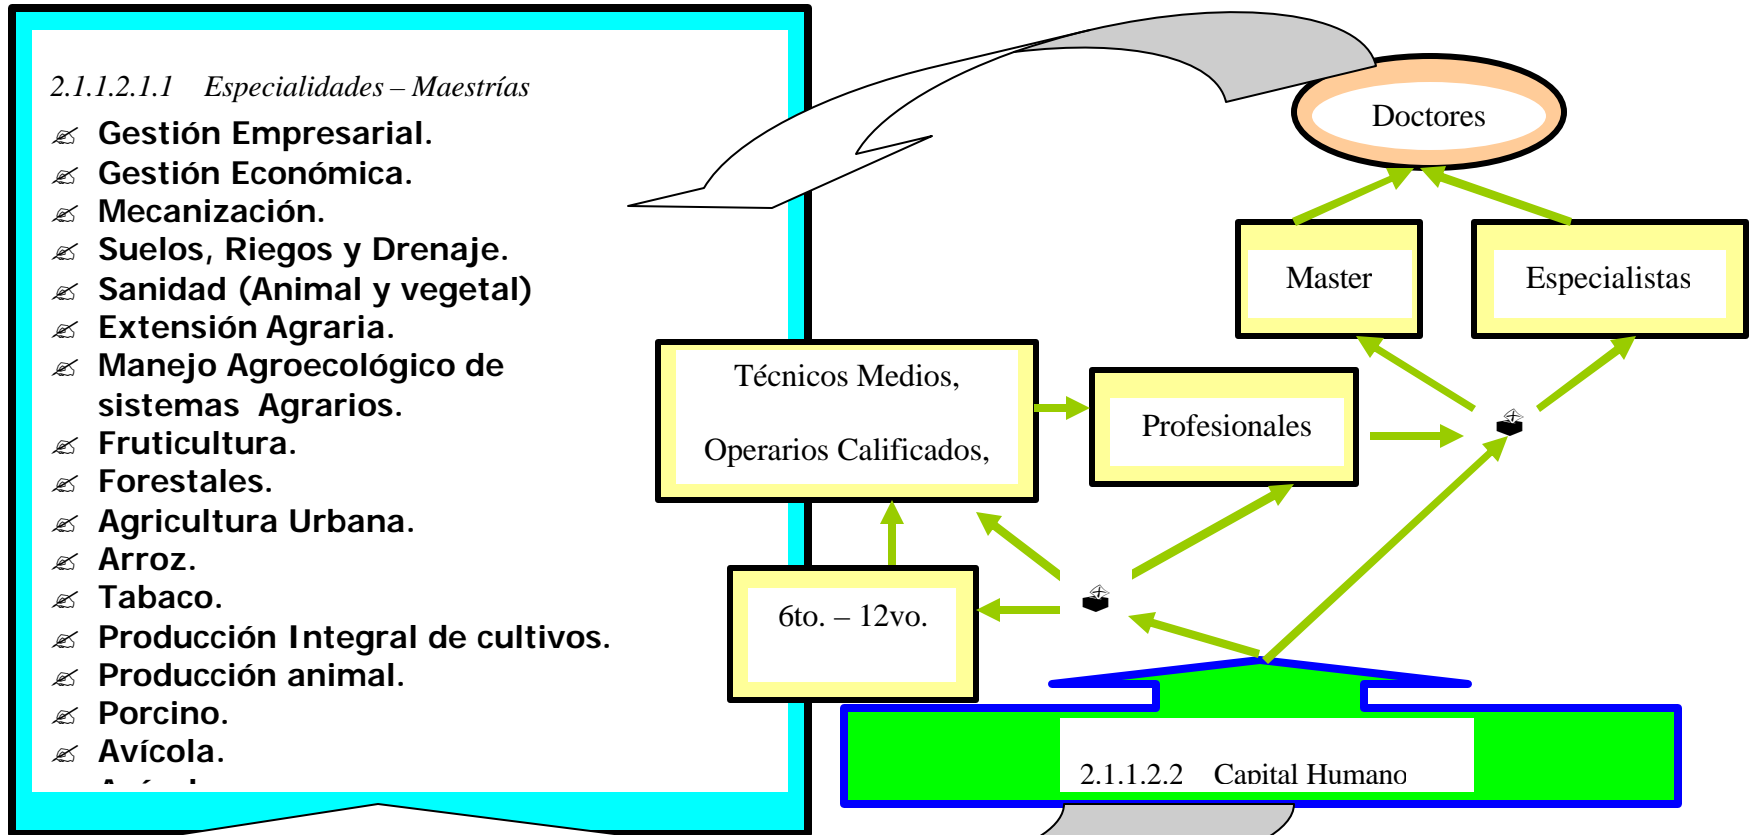 2.1.1.2.1.1 Especialidades – Maestrías
Gestión Empresarial.
Gestión Económica.
Mecanización.
Suelos, Riegos y Drenaje.
Sanidad (Animal y vegetal)
Extensión Agraria.
Manejo Agroecológico de
sistemas Agrarios.
Fruticultura.
Forestales.
Agricultura Urbana.
Arroz.
Tabaco.
Producción Integral de cultivos.
Producción animal.
Porcino.
Avícola.
Doctores
Master
Especialistas
Técnicos Medios,
Operarios Calificados,
Profesionales
6to. – 12vo.
2.1.1.2.2 Capital Humano